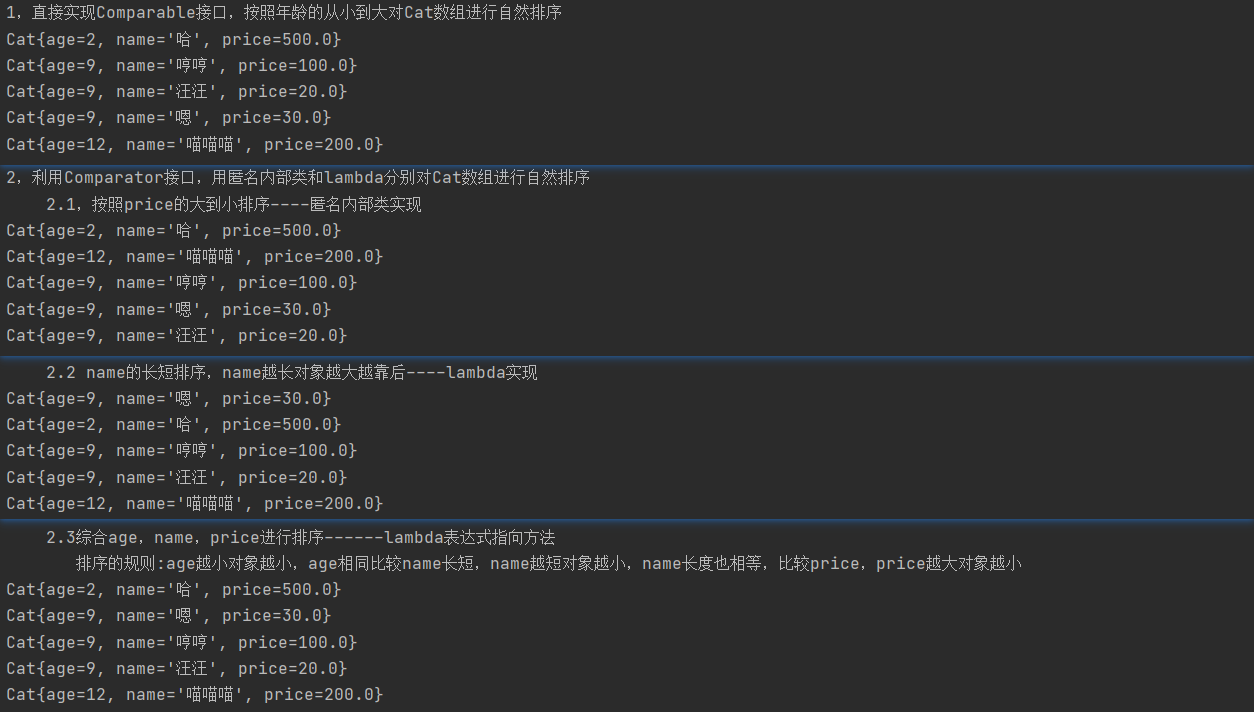 1，直接实现Comparable接口，按照年龄的从小到大对Cat数组进行自然排序
Cat{age=2, name='哈', price=500.0}
Cat{age=9, name='哼哼', price=100.0}
Cat{age=9, name='汪汪', price=20.0}
Cat{age=9, name='嗯', price=30.0}
Cat{age=12, name='喵喵喵', price=200.0}
2，利用Comparator接口，用匿名内部类和lambda分别对Cat数组进行自然排序
2.1，按照price的大到小排序----匿名内部类实现
Cat{age=2, name='哈', price=500.0}
Cat{age=12, name='喵喵喵', price=200.0}
Cat{age=9, name='哼哼', price=100.0}
Cat{age=9, name='嗯', price=30.0}
Cat{age=9, name='汪汪', price=20.0}
2.2 name的长短排序，name越长对象越大越靠后----lambda实现
Cat{age=9, name='嗯', price=30.0}
Cat{age=2, name='哈', price=500.0}
Cat{age=9, name='哼哼', price=100.0}
Cat{age=9, name='汪汪', price=20.0}
Cat{age=12, name='喵喵喵', price=200.0}
2.3综合age，name，price进行排序------lambda表达式指向方法
排序的规则:age越小对象越小，age相同比较name长短，name越短对象越小，name长度也相等，比较price，price越大对象越小
Cat{age=2, name='哈', price=500.0}
Cat{age=9, name='嗯', price=30.0}
Cat{age=9, name='哼哼', price=100.0}
Cat{age=9, name='汪汪', price=20.0}
Cat{age=12, name='喵喵喵', price=200.0}